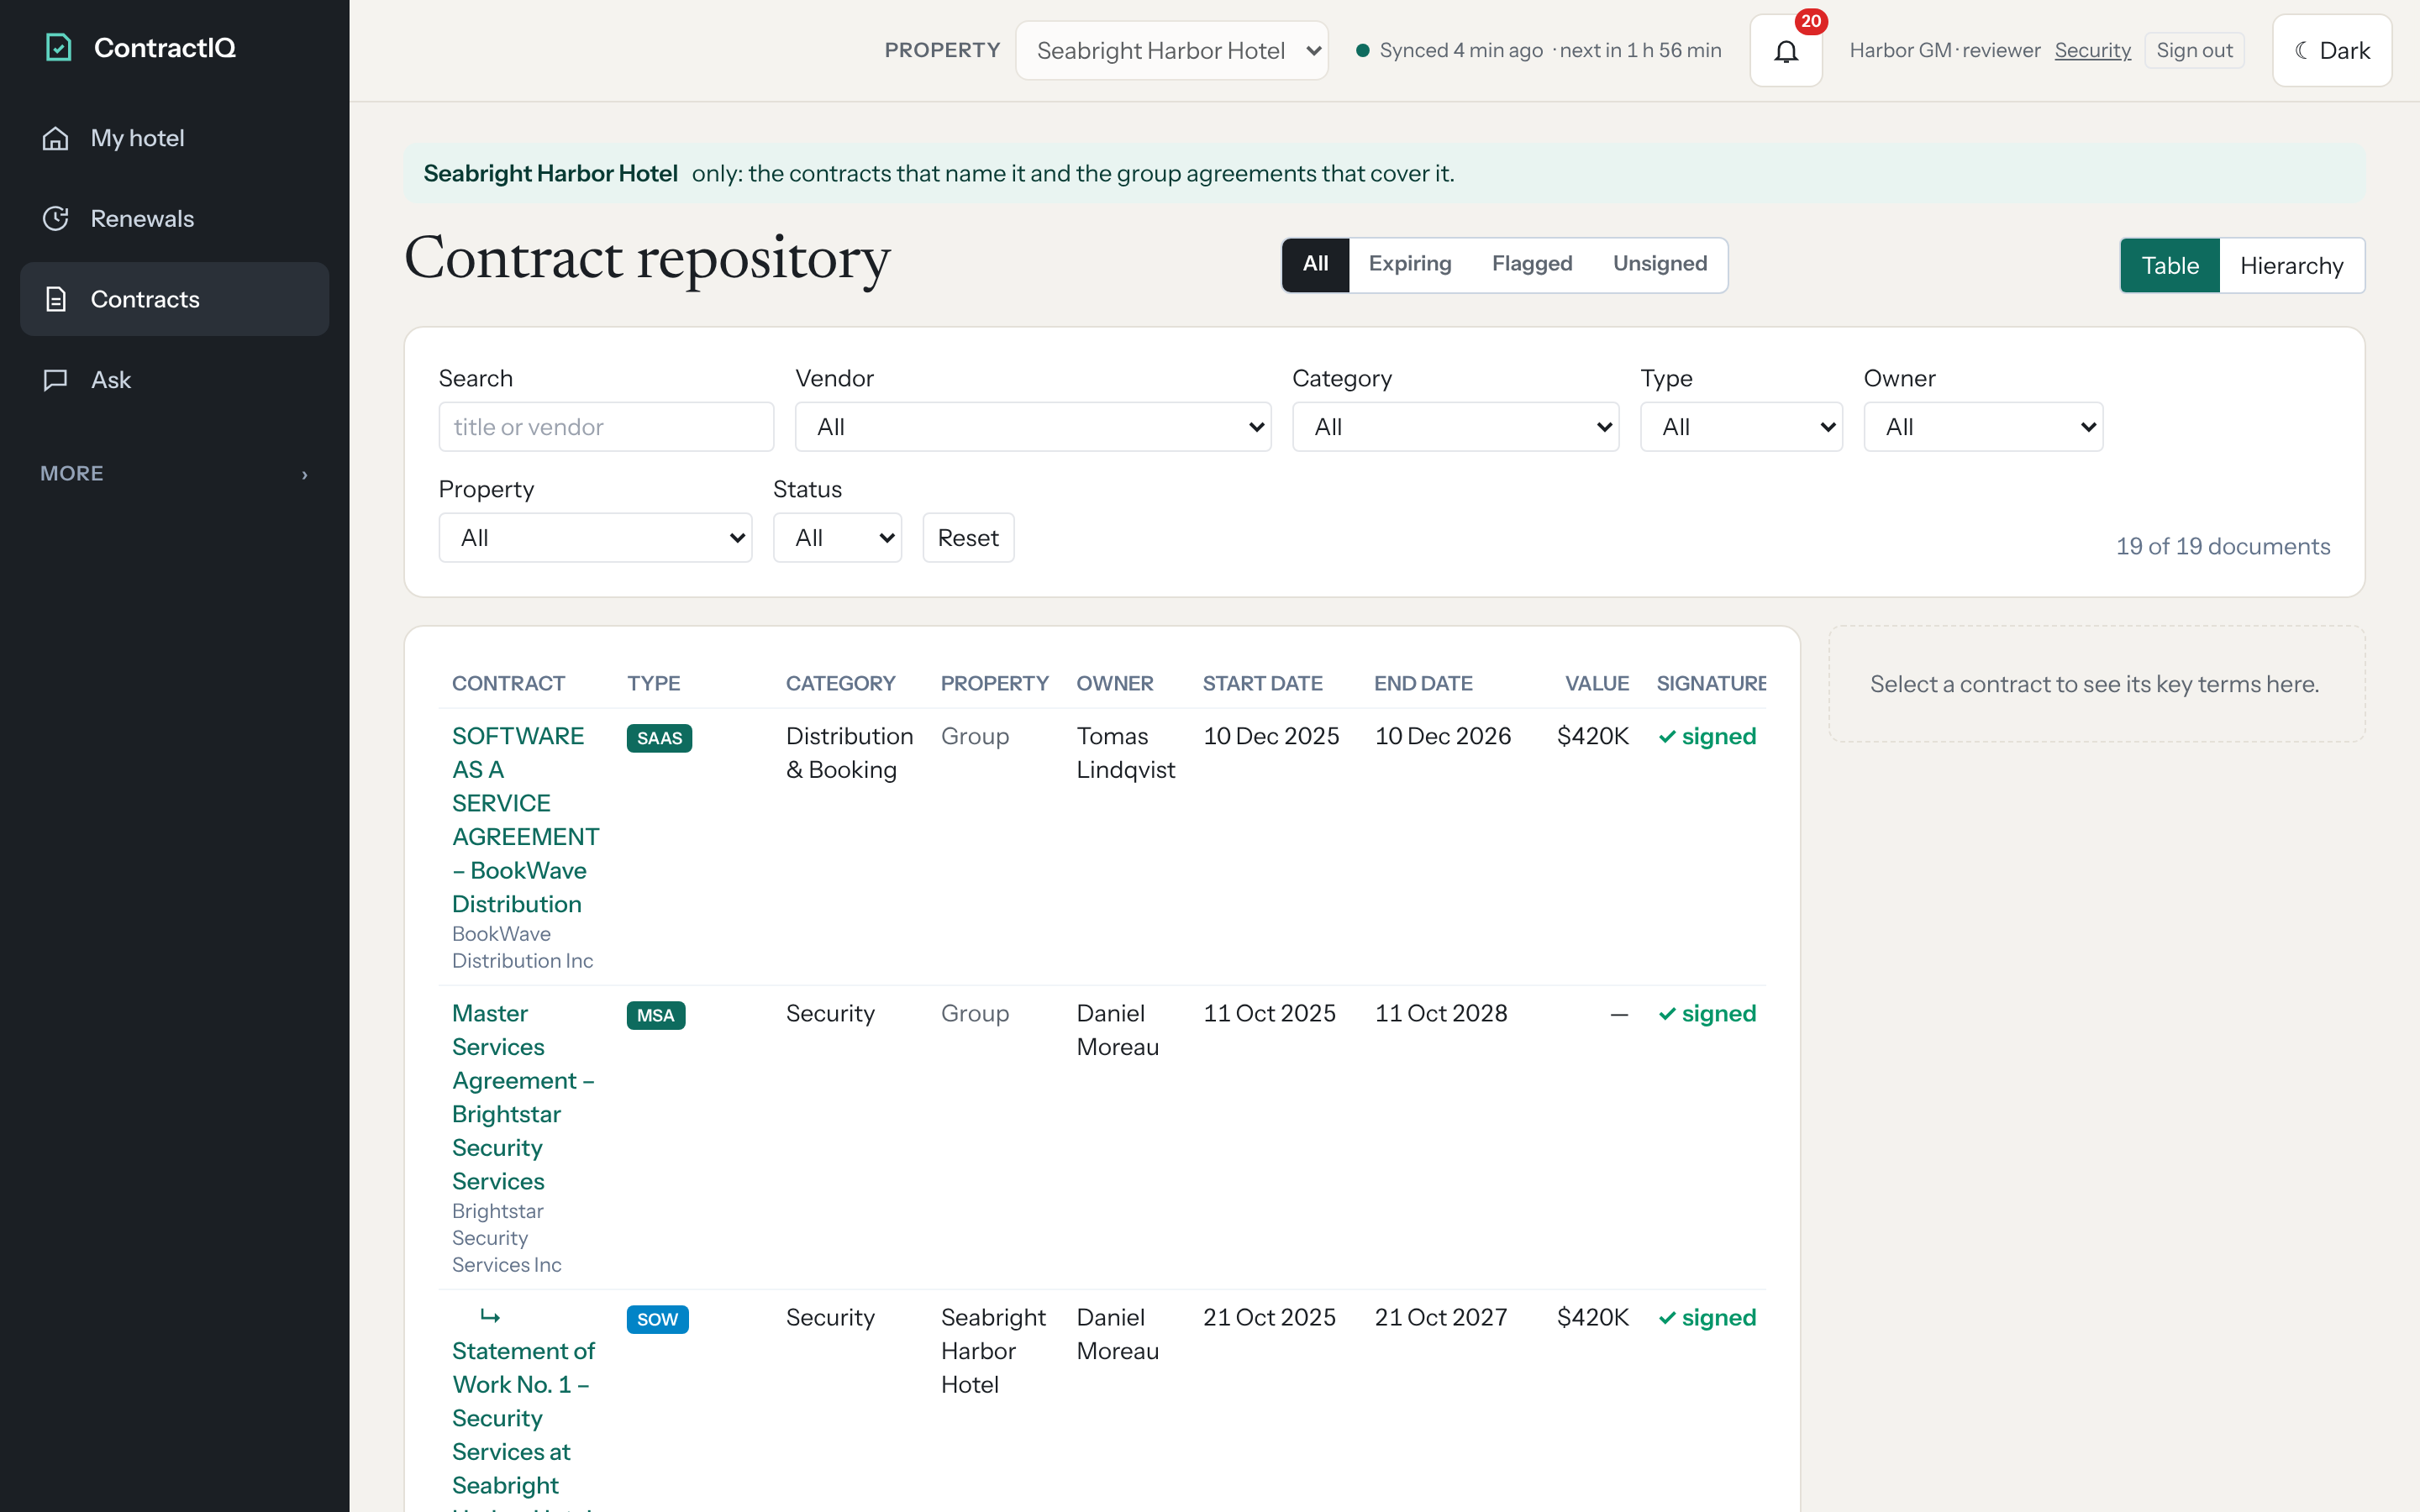 ContractIQ
My hotel
Renewals
Contracts
Ask
MORE ›
PROPERTY Seabright Harbor Hotel Synced 4 min ago · next in 1 h 56 min 20 Harbor GM · reviewer Security Sign out ☾ Dark
Seabright Harbor Hotel only: the contracts that name it and the group agreements that cover it.
Contract repository All Expiring Flagged Unsigned Table Hierarchy
Search Vendor Category Type Owner
title or vendor All All All All
Property Status
All All Reset 19 of 19 documents
CONTRACT TYPE CATEGORY PROPERTY OWNER START DATE END DATE VALUE SIGNATURE
Select a contract to see its key terms here.
SOFTWARE SAAS Distribution Group Tomas 10 Dec 2025 10 Dec 2026 $420K ✓ signed
AS A & Booking Lindqvist
SERVICE
AGREEMENT
– BookWave
Distribution
BookWave
Distribution Inc
Master MSA Security Group Daniel 11 Oct 2025 11 Oct 2028 — ✓ signed
Services Moreau
Agreement –
Brightstar
Security
Services
Brightstar
Security
Services Inc
↳ SOW Security Seabright Daniel 21 Oct 2025 21 Oct 2027 $420K ✓ signed
Statement of Harbor Moreau
Work No. 1 – Hotel
Security
Services at
Seabright